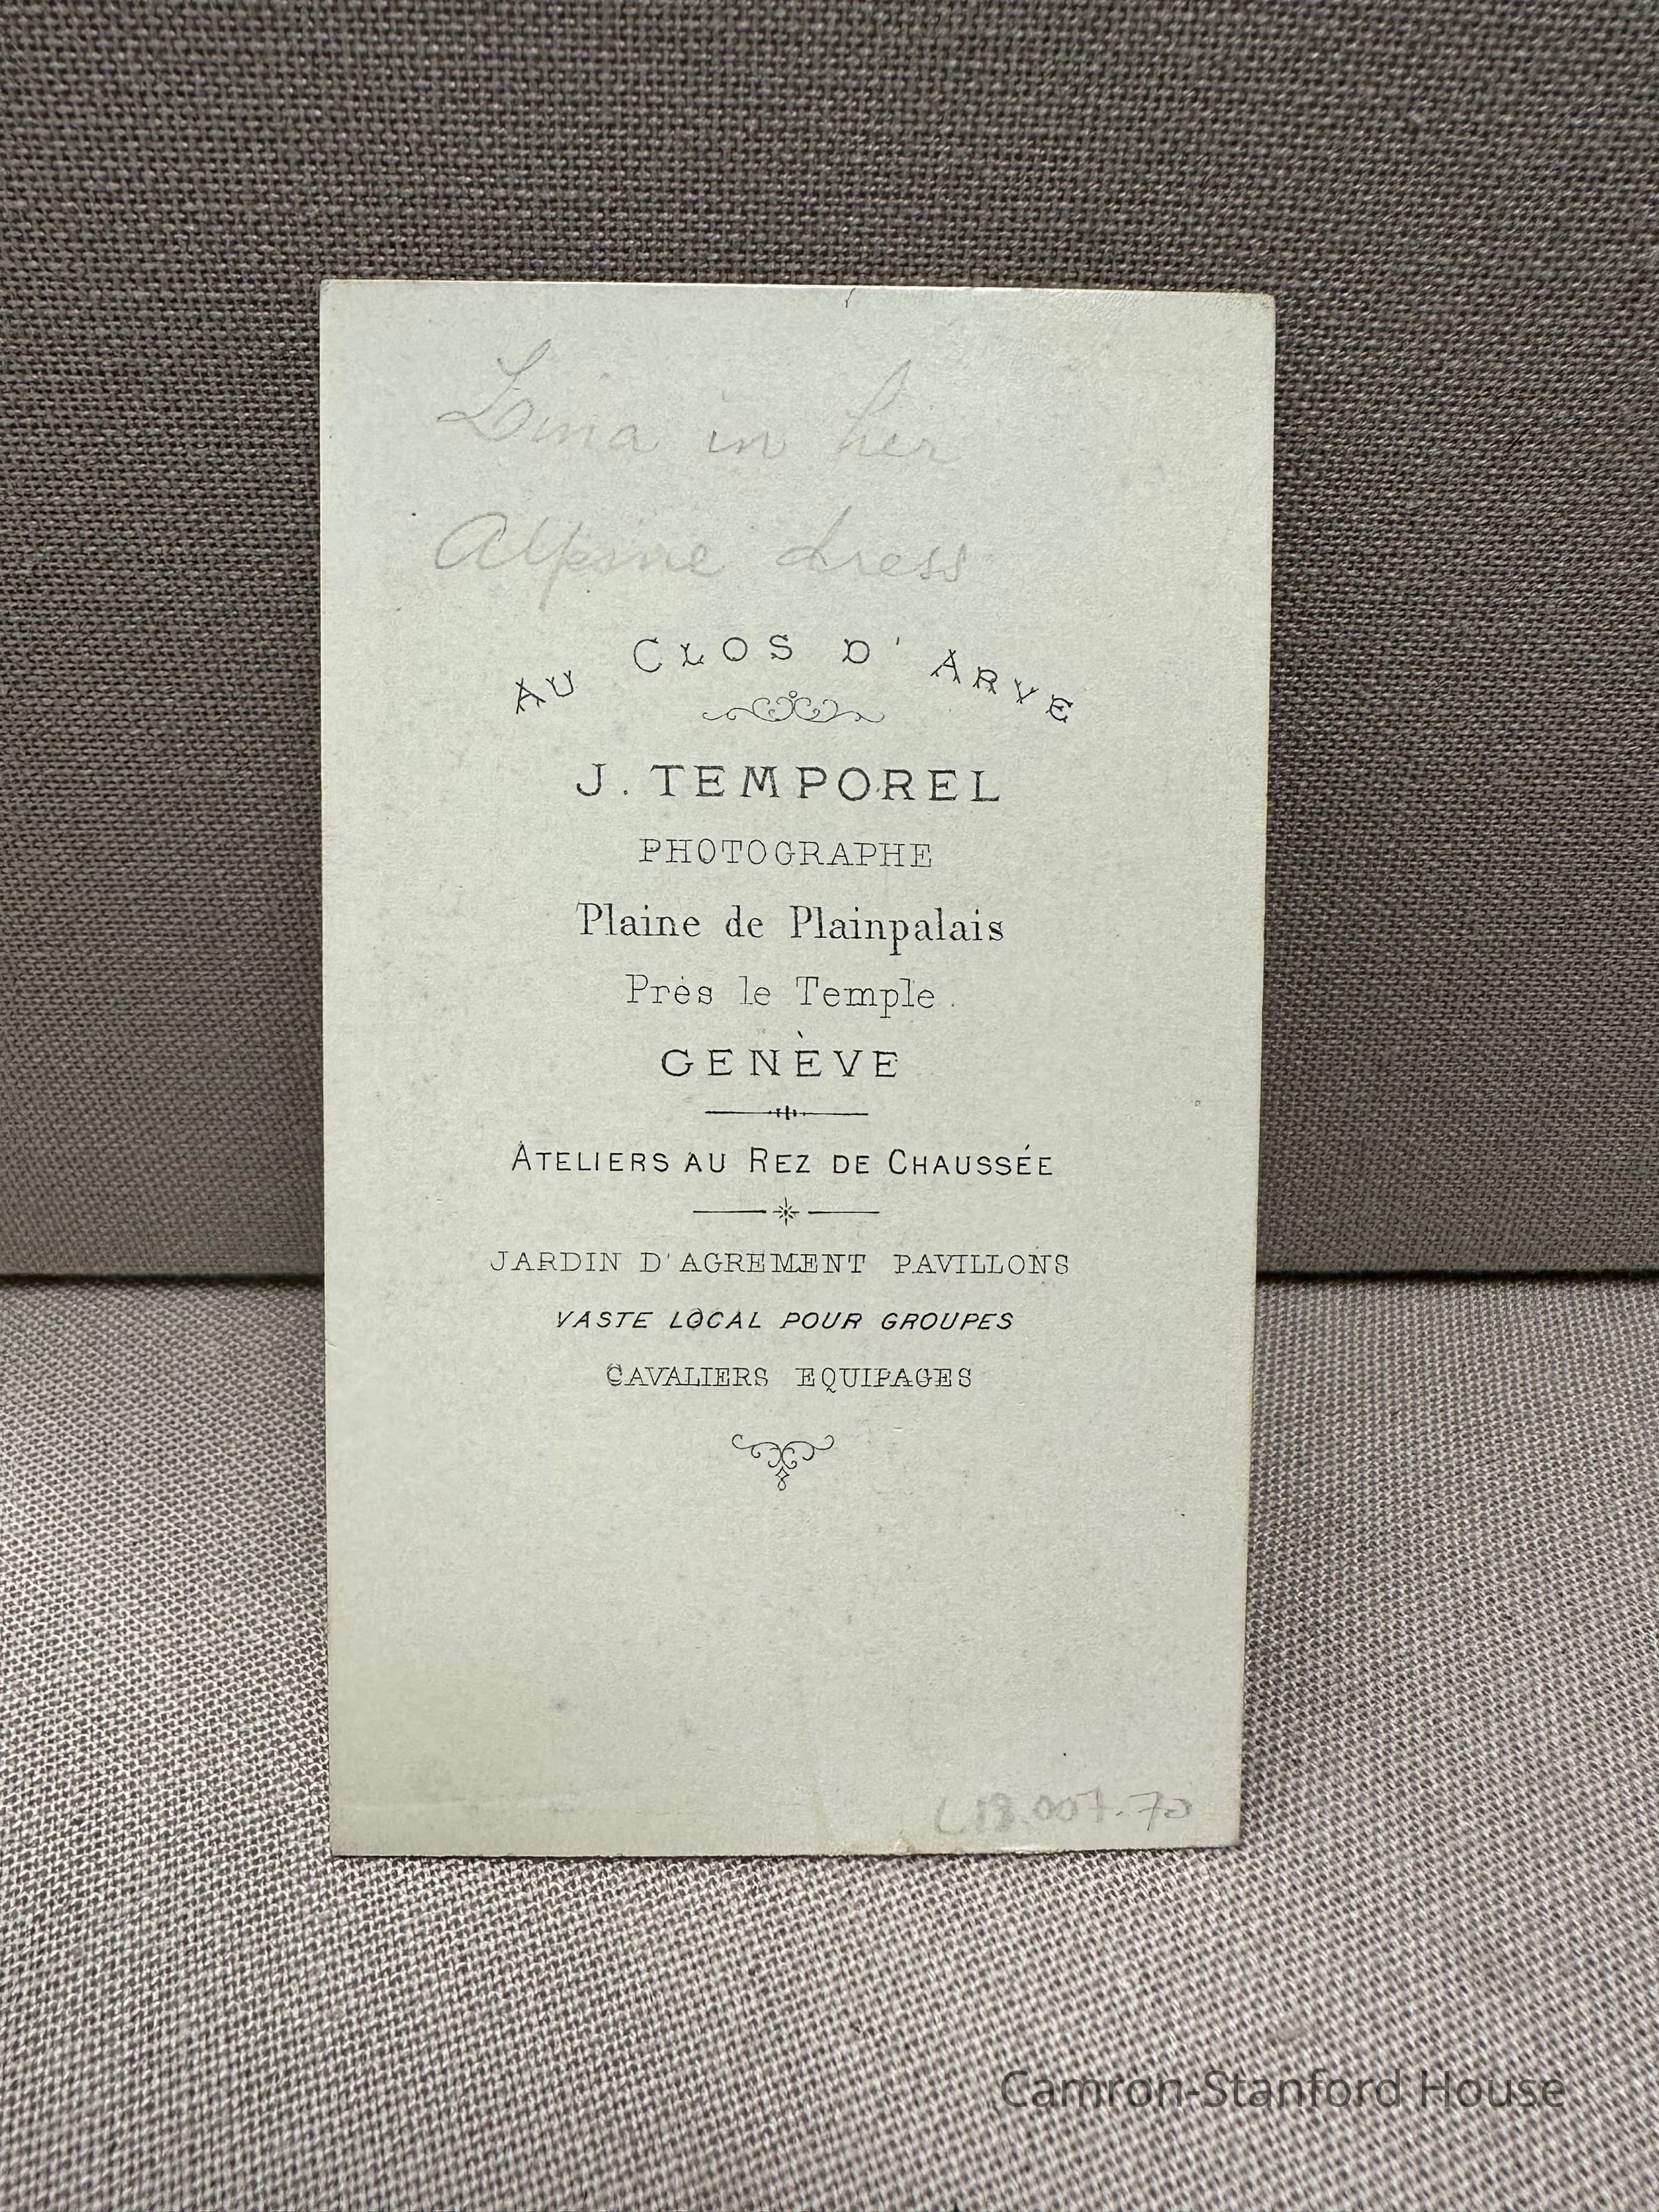 Lina in her
Alpine dress
AU CLOS D'ARVE
J. TEMPOREL
PHOTOGRAPHE
Plaine de Plainpalais
Près le Temple.
GENÈVE
ATELIERS AU REZ DE CHAUSSÉE
JARDIN D'AGREMENT PAVILLONS
VASTE LOCAL POUR GROUPES
CAVALIERS EQUIPAGES
L18.007.70
Camron-Stanford House